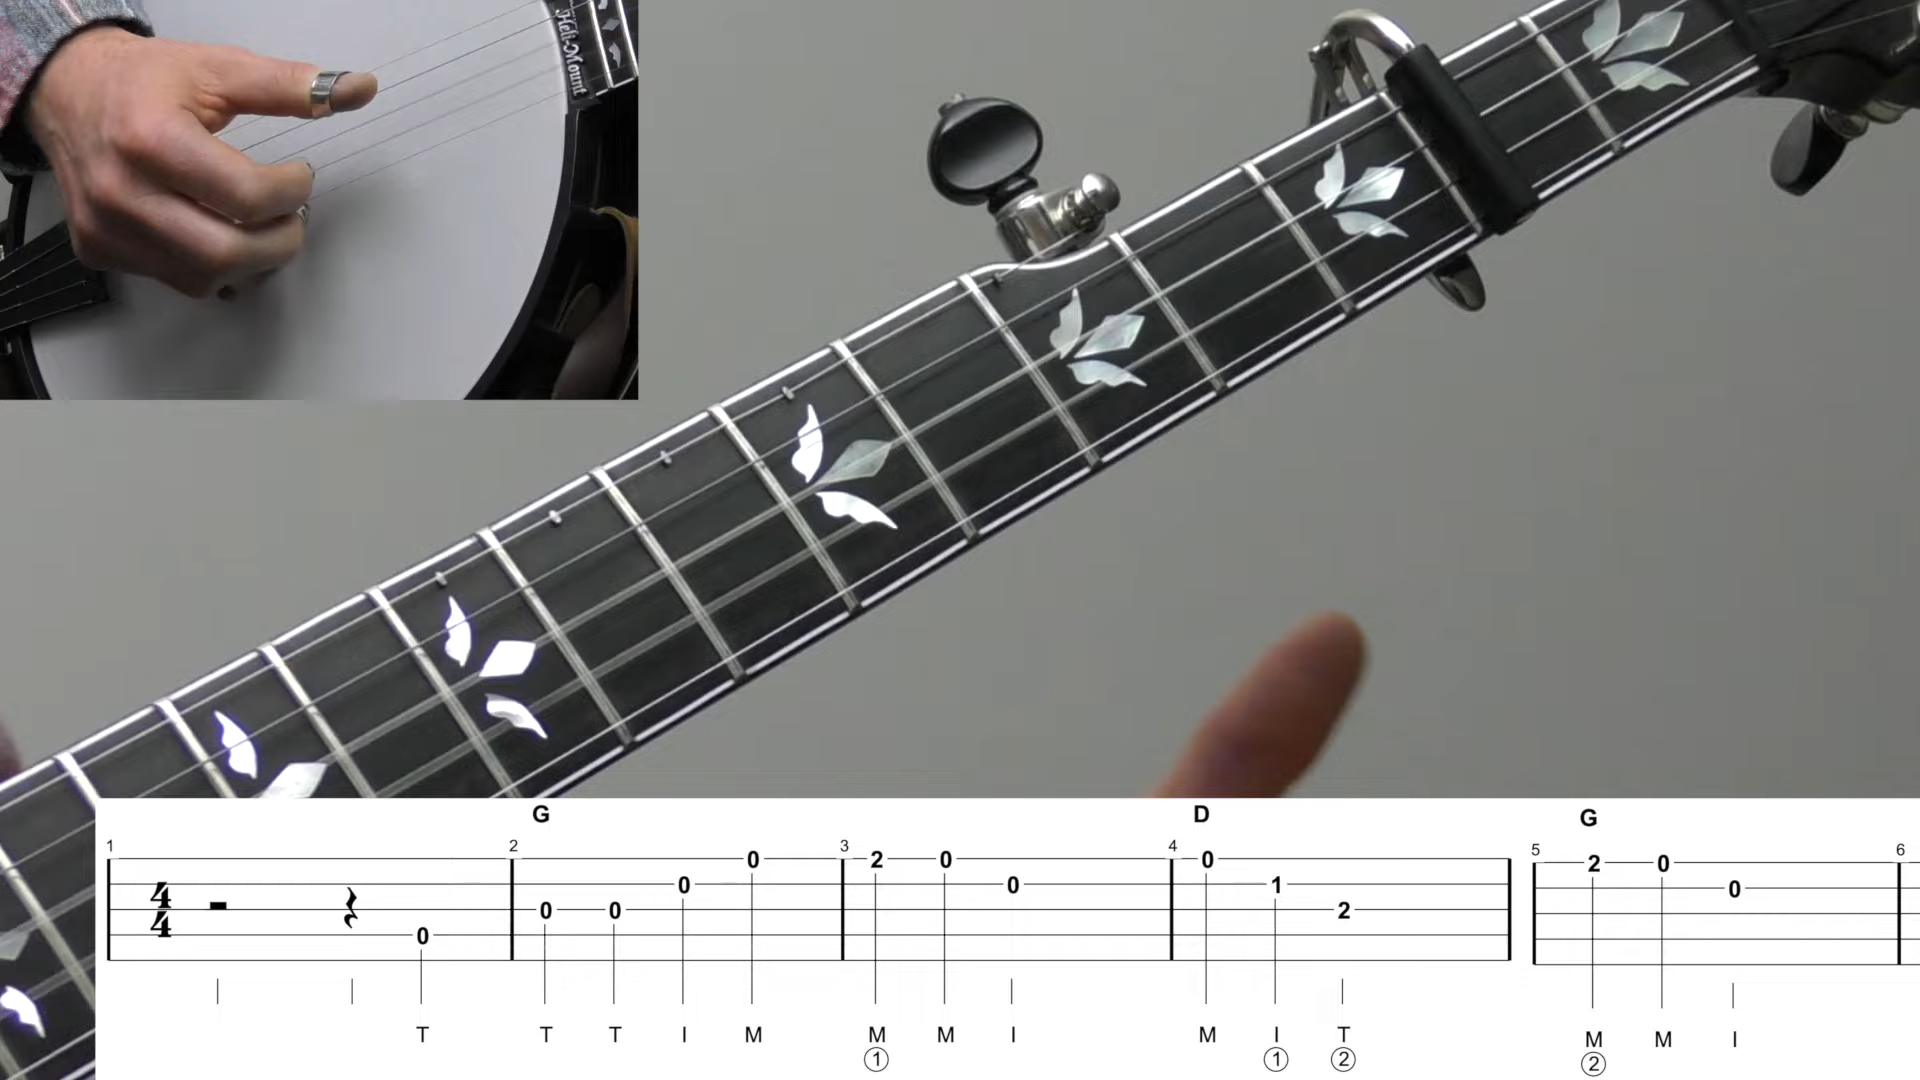 Heli-Mount
G D G
1 2 3 4 5 6
0 2 0 0 2 0
0 0 1 0
4 0 0 2
4 0
T T T I M M M I M I T M M I
① ① ② ②